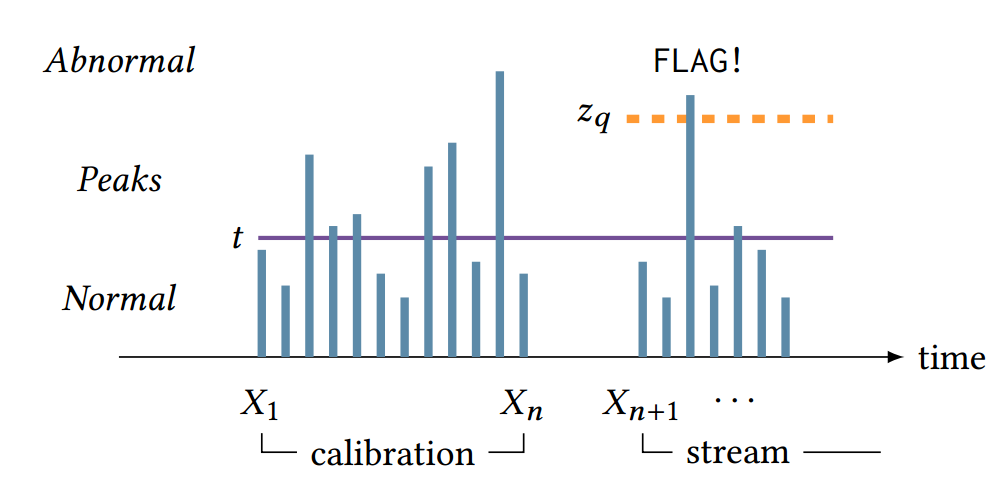 Abnormal
FLAG!
z_q
Peaks
t
Normal
time
X_1
X_n
X_{n+1}
···
calibration
stream